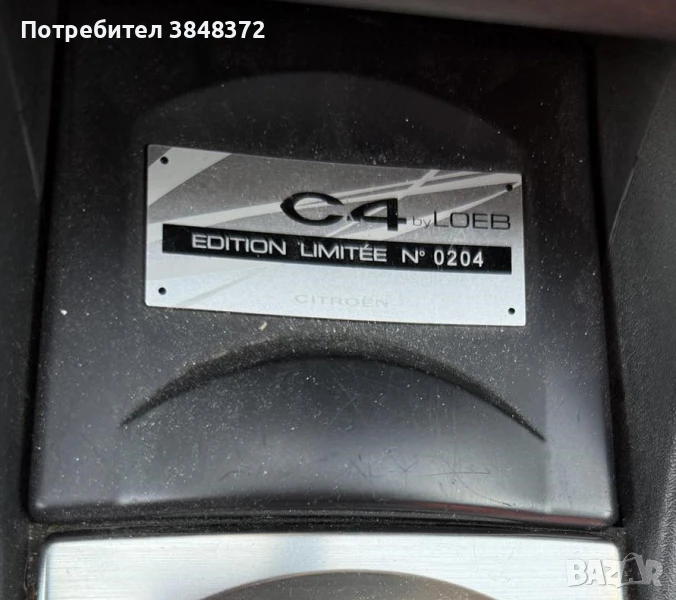 Потребител 3848372
C4 by LOEB
EDITION LIMITÉE N° 0204
CITROËN
BAZAR